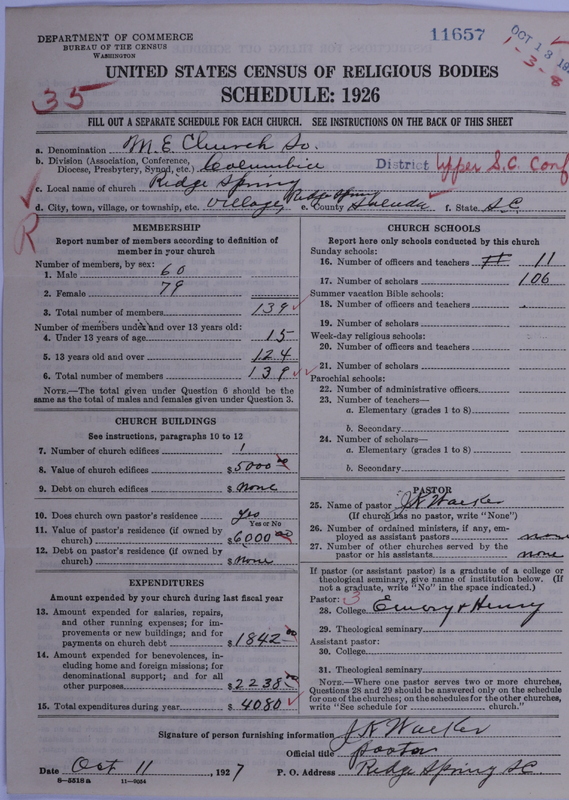 DEPARTMENT OF COMMERCE
BUREAU OF THE CENSUS
WASHINGTON
11657
OCT 13
1-3-8
UNITED STATES CENSUS OF RELIGIOUS BODIES
35
SCHEDULE: 1926
FILL OUT A SEPARATE SCHEDULE FOR EACH CHURCH. SEE INSTRUCTIONS ON THE BACK OF THIS SHEET
a. Denomination M. E. Church So.
b. Division (Association, Conference, Diocese, Presbytery, Synod, etc.) Columbia District Upper S.C. Conf
c. Local name of church Ridge Spring
d. City, town, village, or township, etc. Village, Ridge Spring e. County Saluda f. State S.C.
R
MEMBERSHIP
Report number of members according to definition of
member in your church
Number of members, by sex:
1. Male 60
2. Female 79
3. Total number of members 139
Number of members under and over 13 years old:
4. Under 13 years of age 15
5. 13 years old and over 124
6. Total number of members 139
NOTE.—The total given under Question 6 should be
same as the total of males and females given under Question 3.
CHURCH BUILDINGS
See instructions, paragraphs 10 to 12
7. Number of church edifices 1
8. Value of church edifices $5000 00
9. Debt on church edifices $ None
10. Does church own pastor's residence Yes
Yes or No
11. Value of pastor's residence (if owned by
church) $6000 00
12. Debt on pastor's residence (if owned by
church) $ None
EXPENDITURES
Amount expended by your church during last fiscal year
13. Amount expended for salaries, repairs,
and other running expenses; for im-
provements or new buildings; and for
payments on church debt $1842 00
14. Amount expended for benevolences, in-
cluding home and foreign missions; for
denominational support; and for all
other purposes $2238 00
15. Total expenditures during year $4080
CHURCH SCHOOLS
Report here only schools conducted by this church
Sunday schools:
16. Number of officers and teachers 11
17. Number of scholars 106
Summer vacation Bible schools:
18. Number of officers and teachers
19. Number of scholars
Week-day religious schools:
20. Number of officers and teachers
21. Number of scholars
Parochial schools:
22. Number of administrative officers
23. Number of teachers—
a. Elementary (grades 1 to 8)
b. Secondary
24. Number of scholars—
a. Elementary (grades 1 to 8)
b. Secondary
PASTOR
25. Name of pastor J K Walker
(If church has no pastor, write "None")
26. Number of ordained ministers, if any, em-
ployed as assistant pastors none
27. Number of other churches served by the
pastor or his assistants none
If pastor (or assistant pastor) is a graduate of a college or
theological seminary, give name of institution below. (If
not a graduate, write "No" in the space indicated.)
Pastor: 3
28. College Emory & Henry
29. Theological seminary
Assistant pastor:
30. College
31. Theological seminary
NOTE.—Where one pastor serves two or more churches,
Questions 28 and 29 should be answered only on the schedule
for one of the churches; on the schedules for the other churches,
write "See schedule for church."
Signature of person furnishing information J K Walker
Official title pastor
Date Oct 11, 1927 P. O. Address Ridge Spring S.C.
8-5518a 11-9034